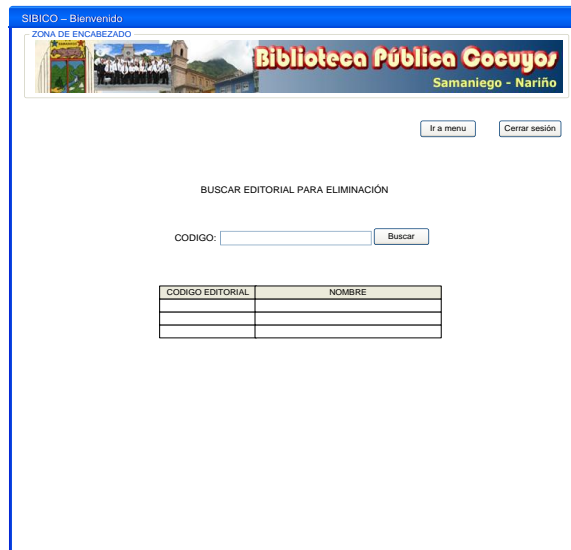 SIBICO – Bienvenido
ZONA DE ENCABEZADO
Biblioteca Pública Cocuyos
Samaniego - Nariño
Ir a menu
Cerrar sesión
BUSCAR EDITORIAL PARA ELIMINACIÓN
CODIGO:
Buscar
CODIGO EDITORIAL
NOMBRE